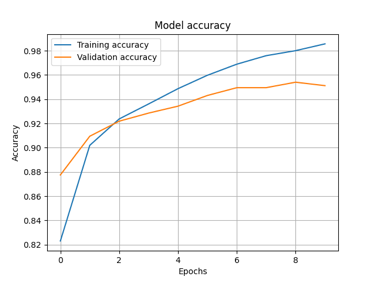 Model accuracy
Training accuracy
Validation accuracy
0.98
0.96
0.94
0.92
0.90
0.88
0.86
0.84
0.82
Accuracy
0 2 4 6 8
Epochs